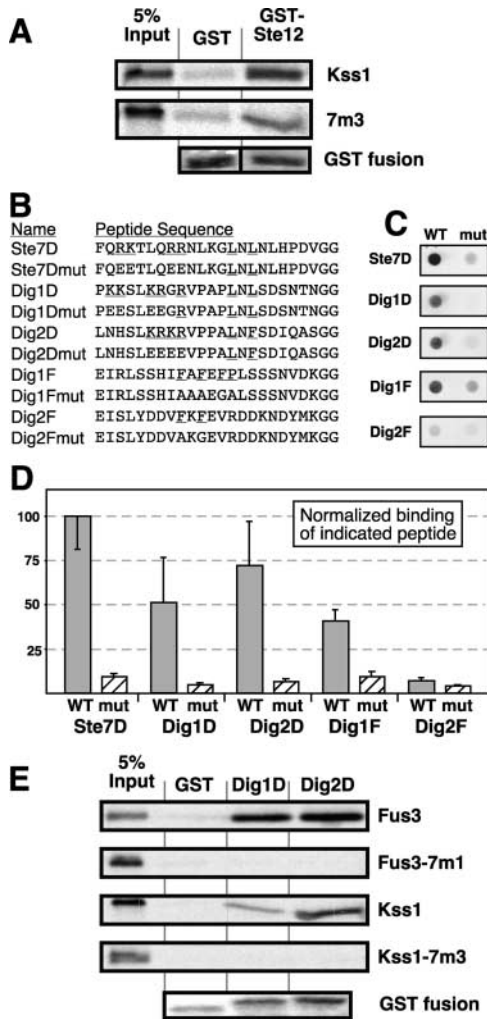 A
5% Input
GST
GST-Ste12
Kss1
7m3
GST fusion
B
Name Peptide Sequence
Ste7D FQRKTLQRRNLKGLNLNLHPDVGG
Ste7Dmut FQEETLQEENLKGLNLNLHPDVGG
Dig1D PKKSLKRGRVPAPLNLSDSNTNGG
Dig1Dmut PEESLEEGRVPAPLNLSDSNTNGG
Dig2D LNHSLKRKRVPPALNFSDIQASGG
Dig2Dmut LNHSLEEEEVPPALNFSDIQASGG
Dig1F EIRLSSHIFAFEFPLSSSNVDKGG
Dig1Fmut EIRLSSHIAAAEGALSSSNVDKGG
Dig2F EISLYDDVFKFEVRDDKNDYMKGG
Dig2Fmut EISLYDDVAKGEVRDDKNDYMKGG
C
WT mut
Ste7D
Dig1D
Dig2D
Dig1F
Dig2F
D
Normalized binding
of indicated peptide
100
75
50
25
WT mut WT mut WT mut WT mut WT mut
Ste7D Dig1D Dig2D Dig1F Dig2F
E
5% Input
GST
Dig1D
Dig2D
Fus3
Fus3-7m1
Kss1
Kss1-7m3
GST fusion